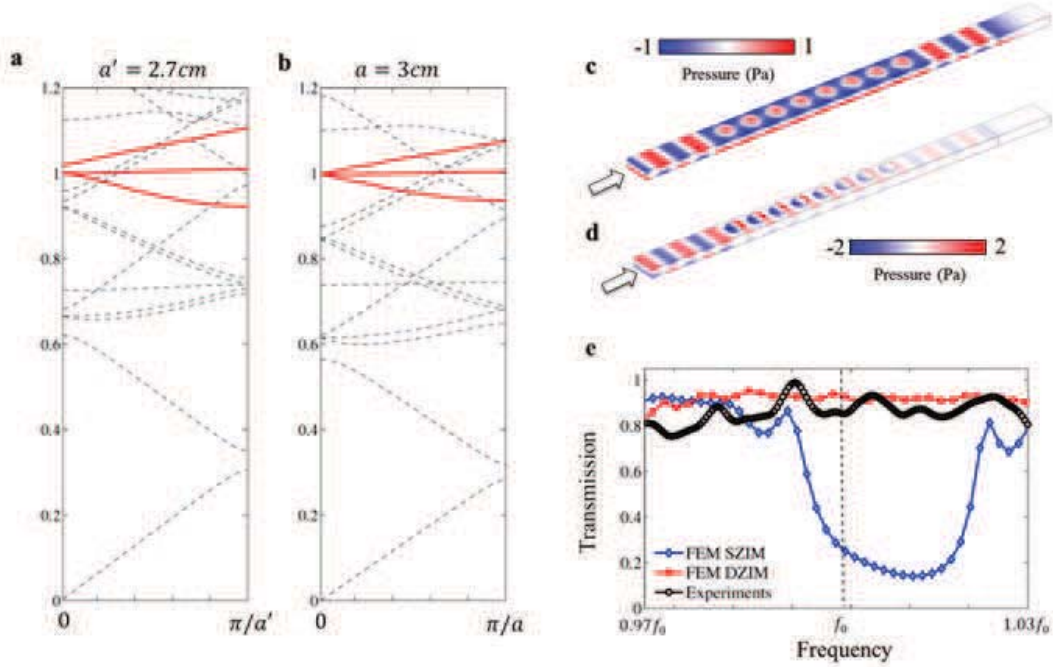 a
a' = 2.7cm
1.2
1
0.8
0.6
0.4
0.2
0
0
π/a'
b
a = 3cm
1.2
1
0.8
0.6
0.4
0.2
0
0
π/a
-1
1
Pressure (Pa)
c
d
-2
2
Pressure (Pa)
e
Transmission
1
0.8
0.6
0.4
0.2
0
FEM SZIM
FEM DZIM
Experiments
0.97f₀
f₀
1.03f₀
Frequency